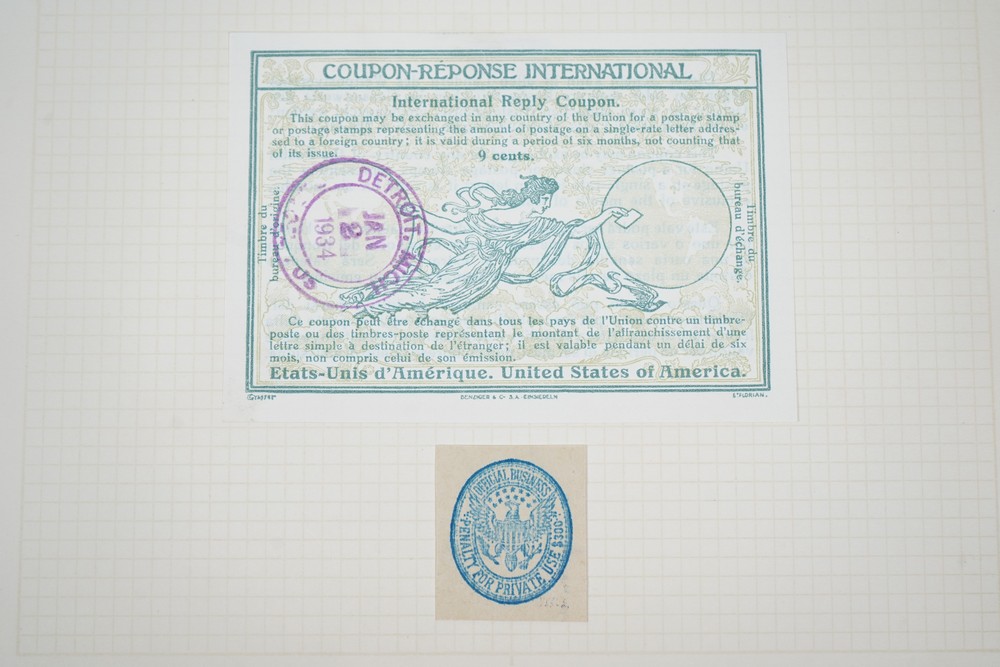 COUPON-RÉPONSE INTERNATIONAL
International Reply Coupon.
This coupon may be exchanged in any country of the Union for a postage stamp
or postage stamps representing the amount of postage on a single-rate letter addres-
sed to a foreign country; it is valid during a period of six months, not counting that
of its issue.
9 cents.
Timbre du
bureau d'origine.
DETROIT, MICH
JAN
2
1934
Timbre du
bureau d'échange.
Ce coupon peut être échangé dans tous les pays de l'Union contre un timbre-
poste ou des timbres-poste représentant le montant de l'affranchissement d'une
lettre simple à destination de l'étranger; il est valable pendant un délai de six
mois, non compris celui de son émission.
Etats-Unis d'Amérique. United States of America.
BENZIGER & Co S.A. EINSIEDELN
St FLORIAN.
OFFICIAL BUSINESS
PENALTY FOR PRIVATE USE $300